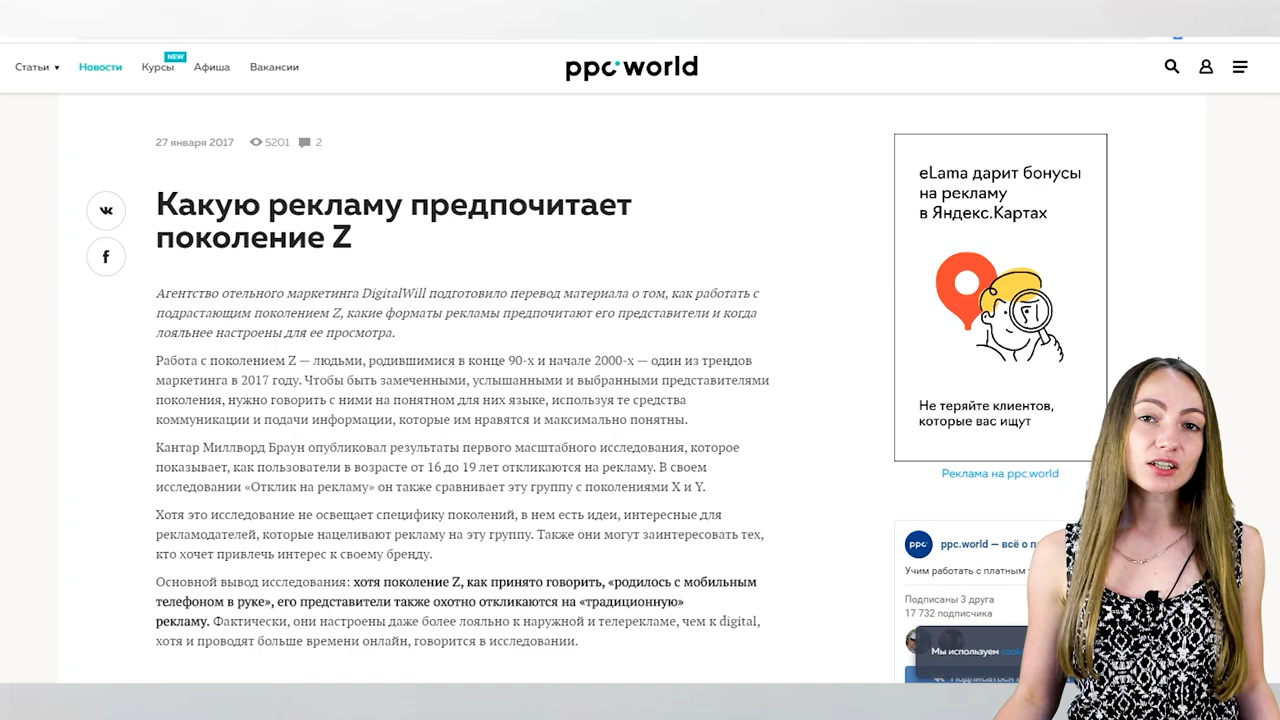 Статьи
Новости
Курсы
NEW
Афиша
Вакансии
ppc world
27 января 2017
5201
2
Какую рекламу предпочитает
поколение Z
Агентство отельного маркетинга DigitalWill подготовило перевод материала о том, как работать с
подрастающим поколением Z, какие форматы рекламы предпочитают его представители и когда
лояльнее настроены для ее просмотра.
Работа с поколением Z — людьми, родившимися в конце 90-х и начале 2000-х — один из трендов
маркетинга в 2017 году. Чтобы быть замеченными, услышанными и выбранными представителями
поколения, нужно говорить с ними на понятном для них языке, используя те средства
коммуникации и подачи информации, которые им нравятся и максимально понятны.
Кантар Миллворд Браун опубликовал результаты первого масштабного исследования, которое
показывает, как пользователи в возрасте от 16 до 19 лет откликаются на рекламу. В своем
исследовании «Отклик на рекламу» он также сравнивает эту группу с поколениями X и Y.
Хотя это исследование не освещает специфику поколений, в нем есть идеи, интересные для
рекламодателей, которые нацеливают рекламу на эту группу. Также они могут заинтересовать тех,
кто хочет привлечь интерес к своему бренду.
Основной вывод исследования: хотя поколение Z, как принято говорить, «родилось с мобильным
телефоном в руке», его представители также охотно откликаются на «традиционную»
рекламу. Фактически, они настроены даже более лояльно к наружной и телерекламе, чем к digital,
хотя и проводят больше времени онлайн, говорится в исследовании.
eLama дарит бонусы
на рекламу
в Яндекс.Картах
Не теряйте клиентов,
которые вас ищут
Реклама на ppc.world
ppc
ppc.world — всё о
Учим работать с платным
Подписаны 3 друга
17 732 подписчика
Мы используем